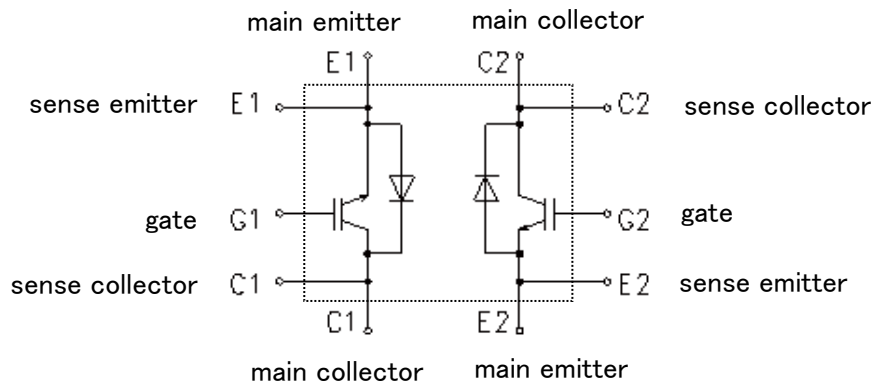 main emitter main collector
E1 C2
sense emitter E1 C2 sense collector
gate G1 G2 gate
sense collector C1 E2 sense emitter
C1 E2
main collector main emitter